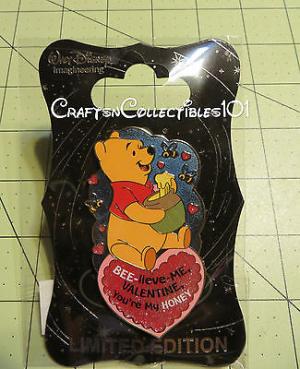 WALT DISNEY
Imagineering
CraftsnCollectibles101
BEE-lieve-ME,
VALENTINE,
You're My HONEY
LIMITED EDITION